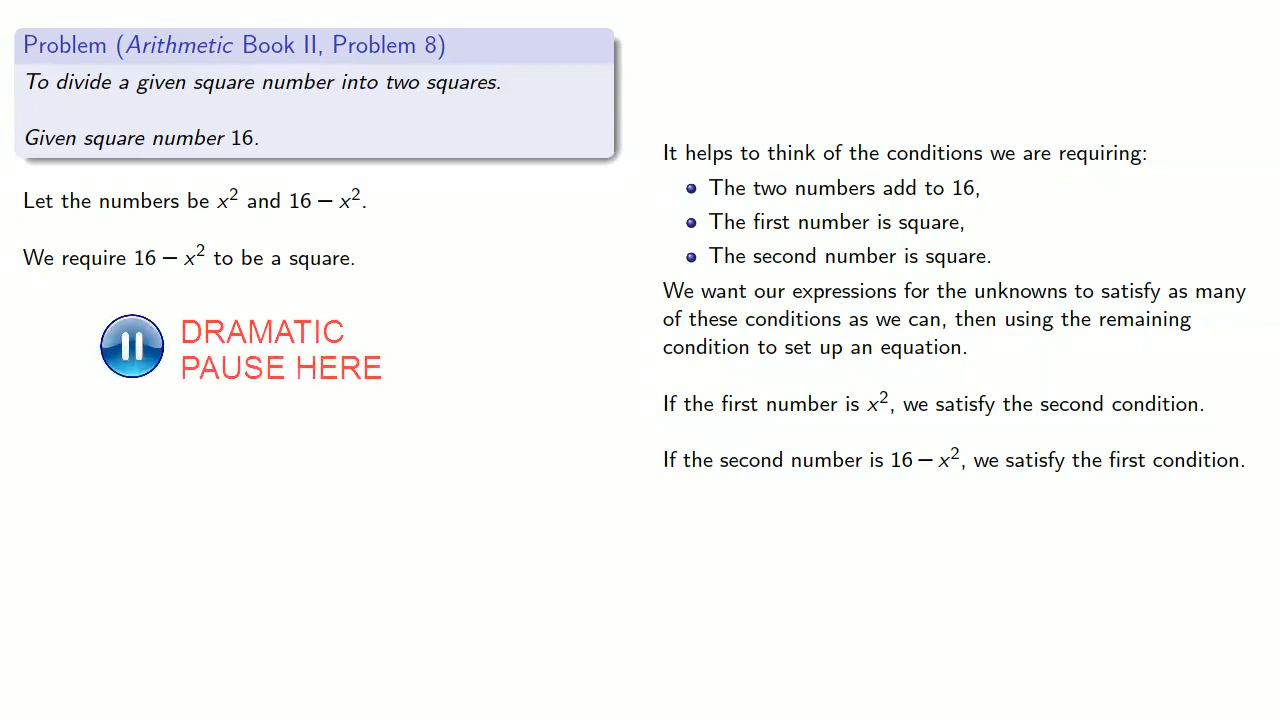 Problem (Arithmetic Book II, Problem 8)
To divide a given square number into two squares.
Given square number 16.
Let the numbers be x² and 16 − x².
We require 16 − x² to be a square.
DRAMATIC
PAUSE HERE
It helps to think of the conditions we are requiring:
The two numbers add to 16,
The first number is square,
The second number is square.
We want our expressions for the unknowns to satisfy as many
of these conditions as we can, then using the remaining
condition to set up an equation.
If the first number is x², we satisfy the second condition.
If the second number is 16 − x², we satisfy the first condition.